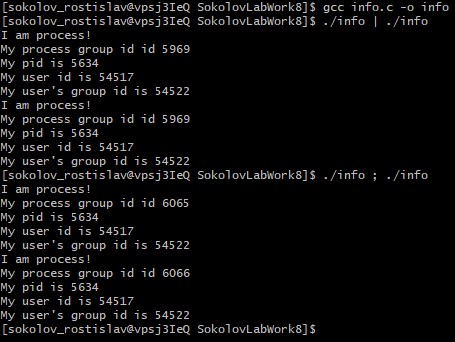 [sokolov_rostislav@vpsj3IeQ SokolovLabWork8]$ gcc info.c -o info
[sokolov_rostislav@vpsj3IeQ SokolovLabWork8]$ ./info | ./info
I am process!
My process group id id 5969
My pid is 5634
My user id is 54517
My user's group id is 54522
I am process!
My process group id id 5969
My pid is 5634
My user id is 54517
My user's group id is 54522
[sokolov_rostislav@vpsj3IeQ SokolovLabWork8]$ ./info ; ./info
I am process!
My process group id id 6065
My pid is 5634
My user id is 54517
My user's group id is 54522
I am process!
My process group id id 6066
My pid is 5634
My user id is 54517
My user's group id is 54522
[sokolov_rostislav@vpsj3IeQ SokolovLabWork8]$